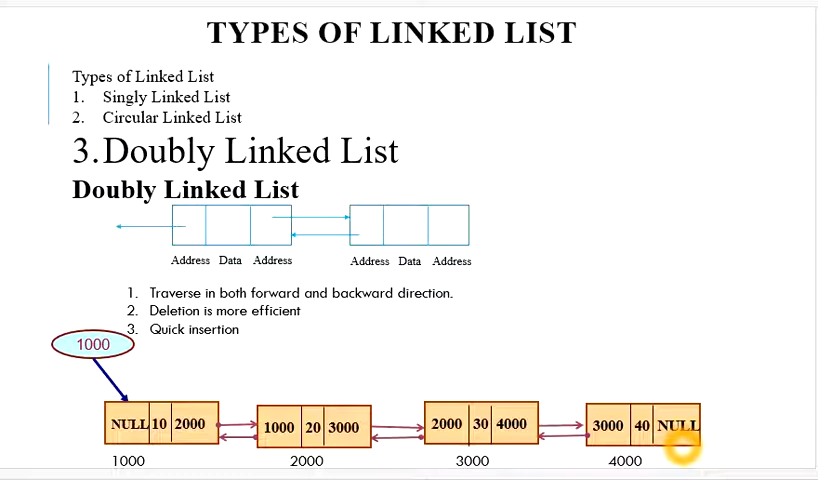 TYPES OF LINKED LIST
Types of Linked List
1. Singly Linked List
2. Circular Linked List
3.Doubly Linked List
Doubly Linked List
Address Data Address Address Data Address
1. Traverse in both forward and backward direction.
2. Deletion is more efficient
3. Quick insertion
1000
NULL 10 2000 1000 20 3000 2000 30 4000 3000 40 NULL
1000 2000 3000 4000